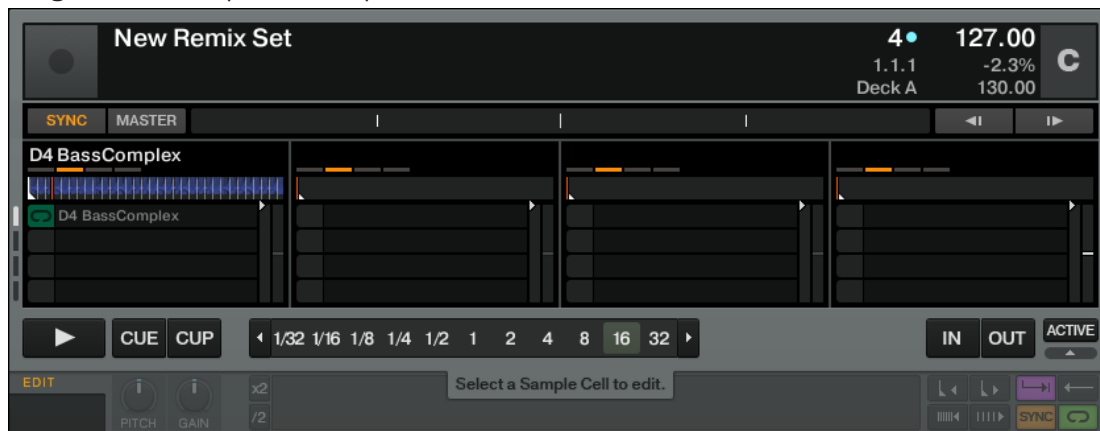 New Remix Set
4 127.00
1.1.1 -2.3%
Deck A 130.00
C
SYNC MASTER
D4 BassComplex
D4 BassComplex
CUE CUP 1/32 1/16 1/8 1/4 1/2 1 2 4 8 16 32 IN OUT ACTIVE
EDIT
Select a Sample Cell to edit.
x2
PITCH GAIN /2 SYNC